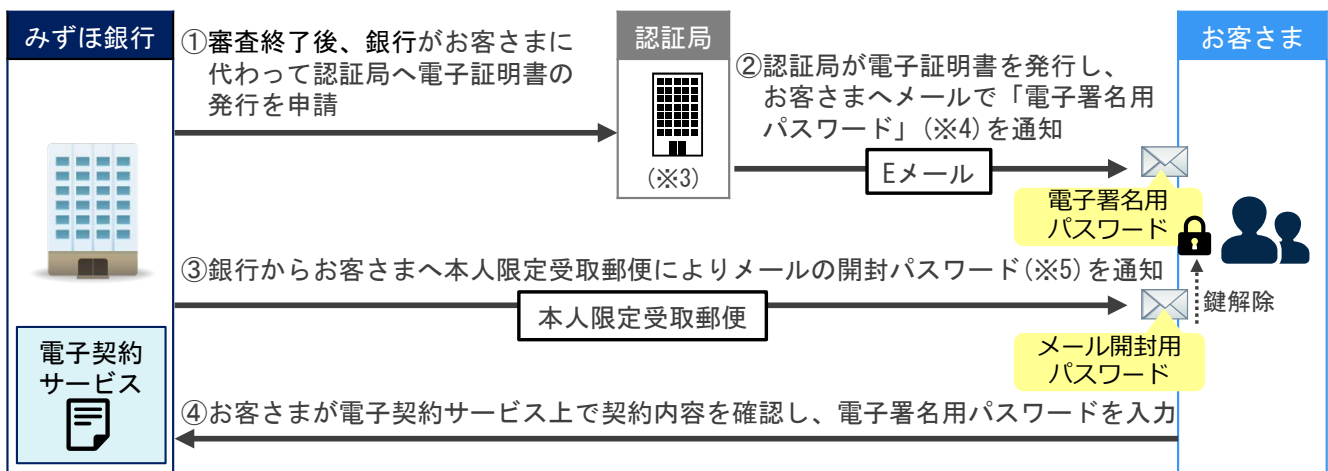 みずほ銀行
①審査終了後、銀行がお客さまに
代わって認証局へ電子証明書の
発行を申請
認証局
(※3)
②認証局が電子証明書を発行し、
お客さまへメールで「電子署名用
パスワード」(※4)を通知
Eメール
お客さま
電子署名用
パスワード
③銀行からお客さまへ本人限定受取郵便によりメールの開封パスワード(※5)を通知
本人限定受取郵便
鍵解除
メール開封用
パスワード
電子契約
サービス
④お客さまが電子契約サービス上で契約内容を確認し、電子署名用パスワードを入力